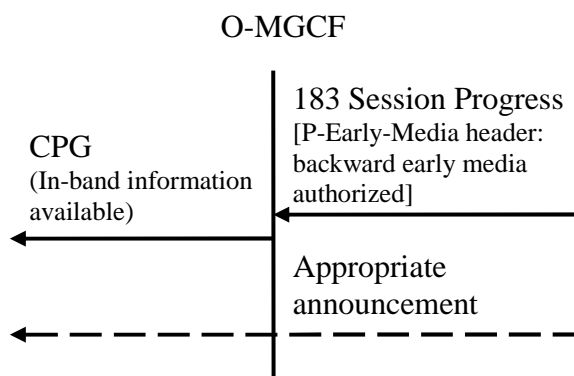 O-MGCF
183 Session Progress
[P-Early-Media header:
backward early media
authorized]
CPG
(In-band information
available)
Appropriate
announcement